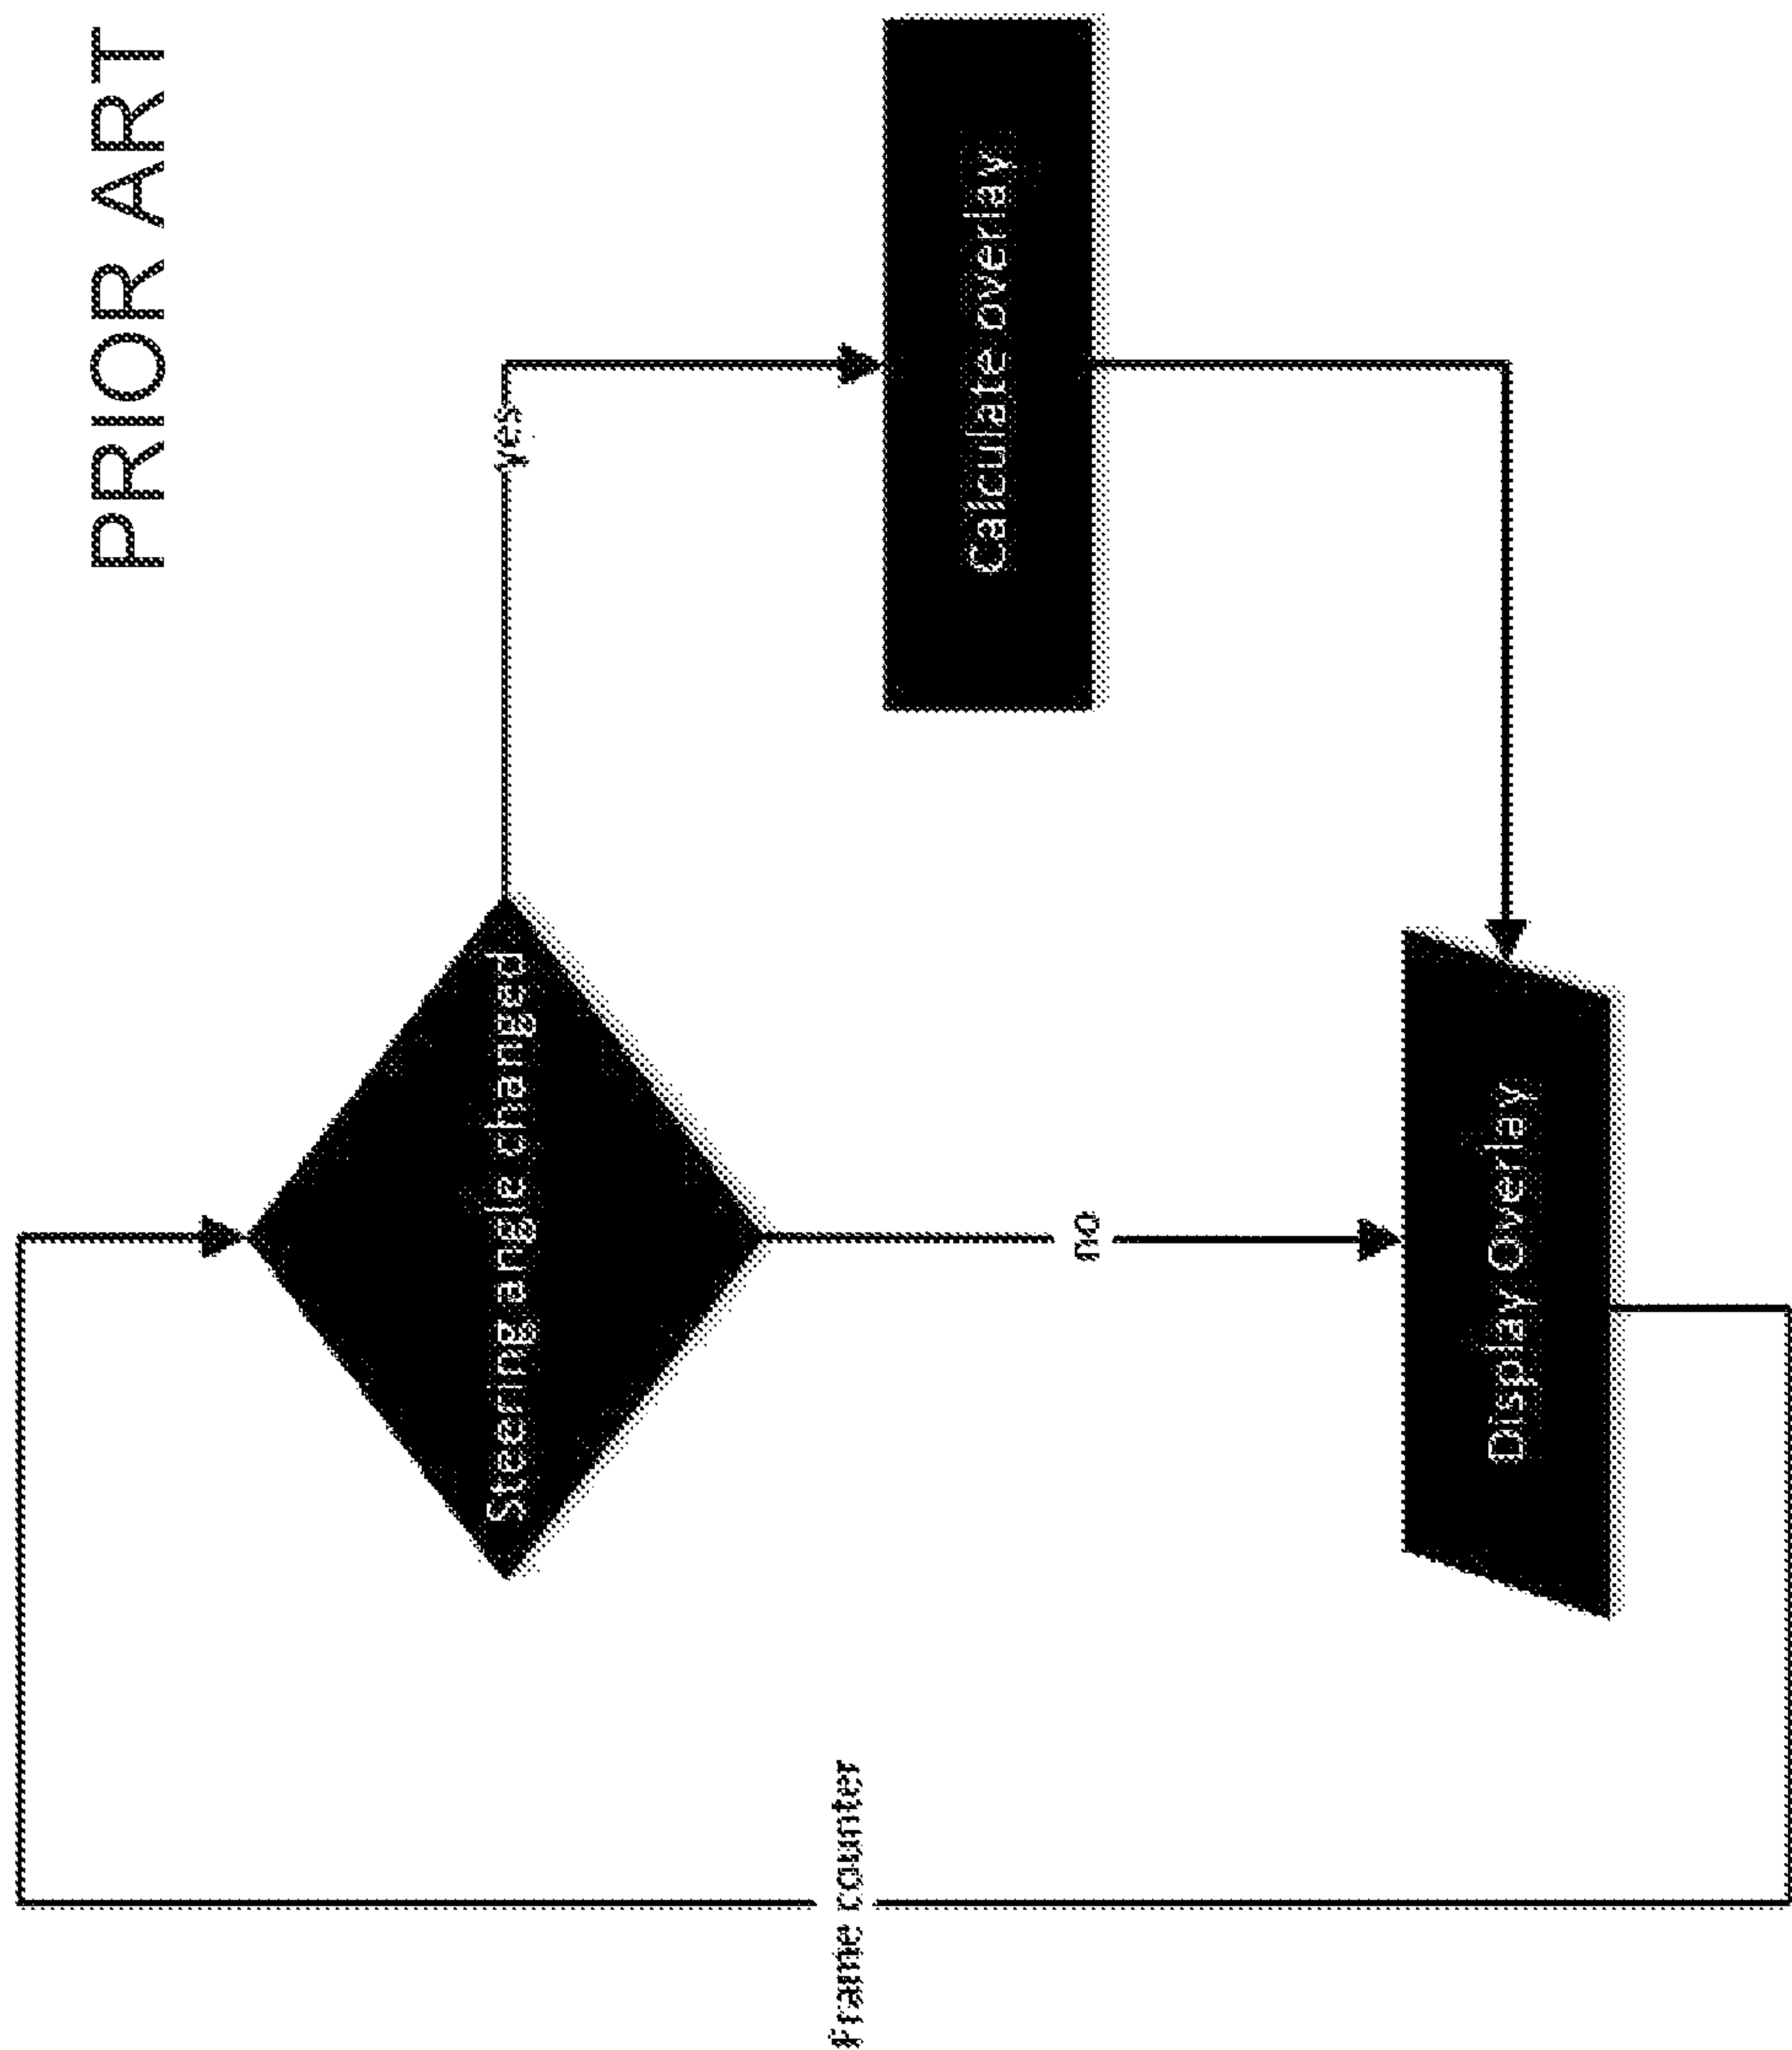 PRIOR ART
Steering angle changed
yes
Calculate overlay
no
Display Overlay
Frame counter